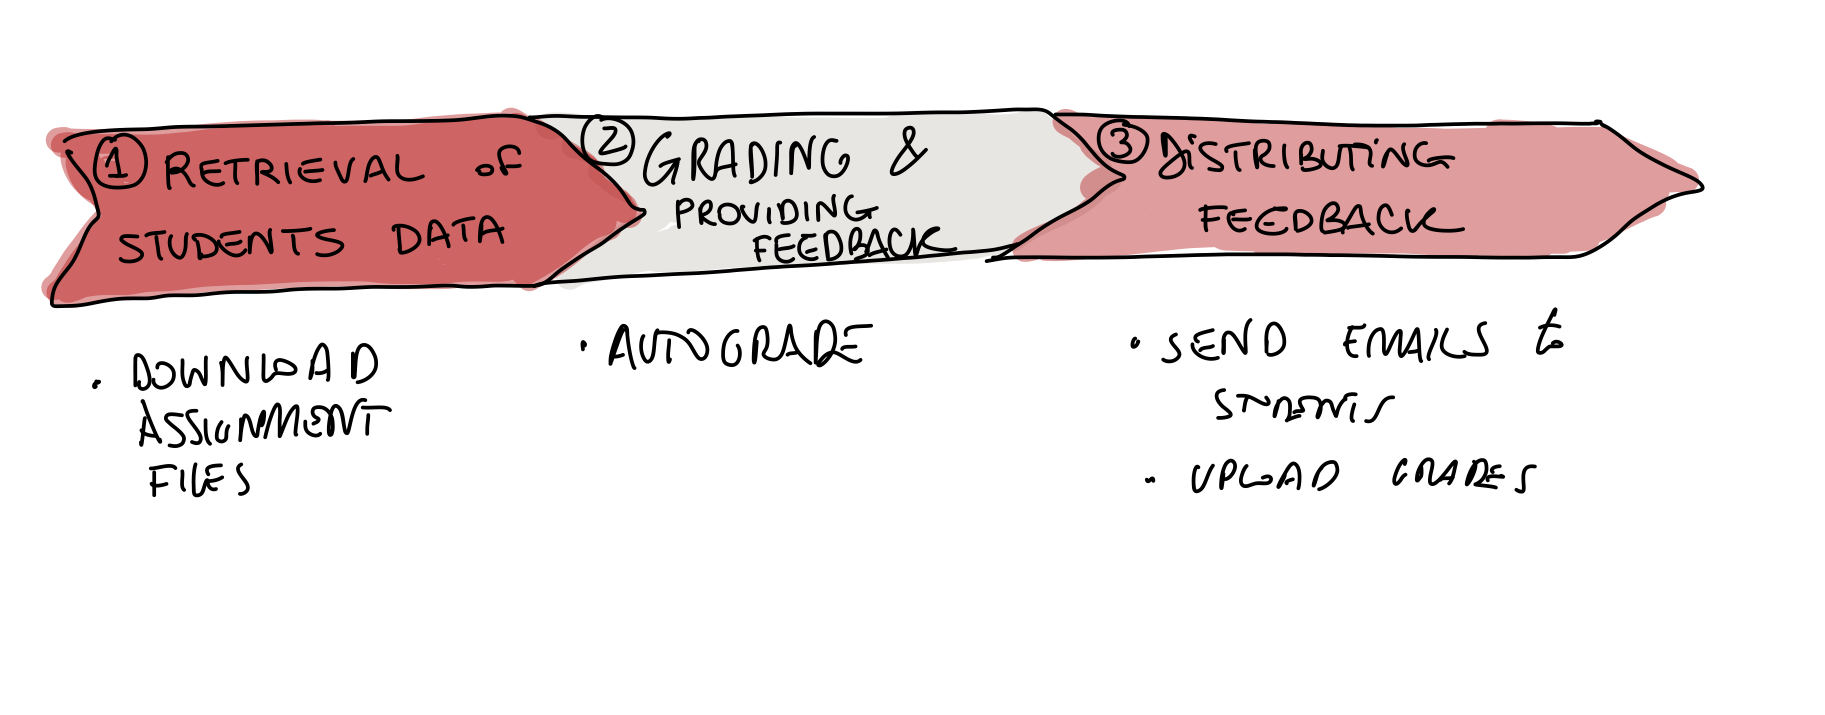 1 RETRIEVAL of
STUDENTS DATA
2 GRADING &
PROVIDING
FEEDBACK
3 DISTRIBUTING
FEEDBACK
• DOWNLOAD
ASSIGNMENT
FILES
• AUTOGRADE
• SEND EMAILS to
STUDENTS
• UPLOAD GRADES